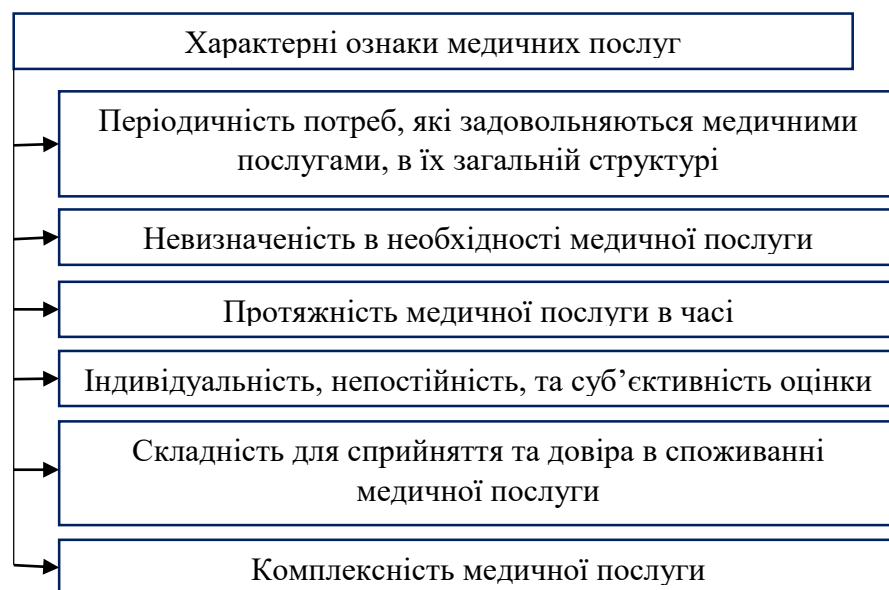 Характерні ознаки медичних послуг
Періодичність потреб, які задовольняються медичними
послугами, в їх загальній структурі
Невизначеність в необхідності медичної послуги
Протяжність медичної послуги в часі
Індивідуальність, непостійність, та суб’єктивність оцінки
Складність для сприйняття та довіра в споживанні
медичної послуги
Комплексність медичної послуги